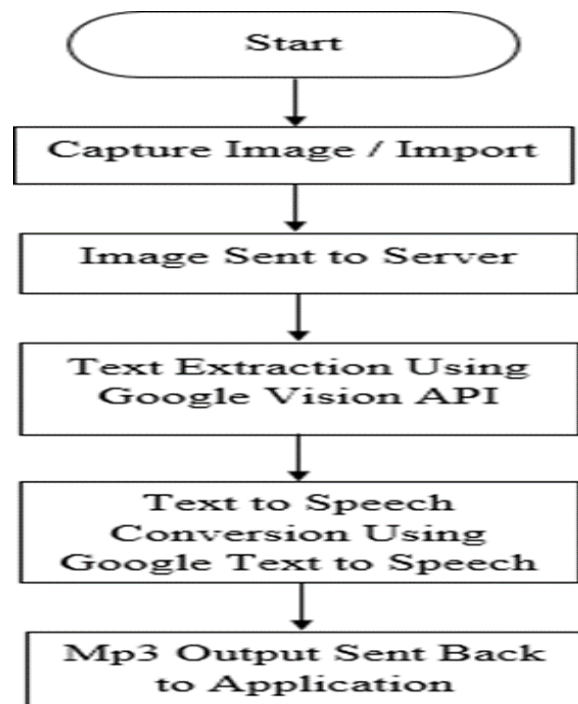 Start
Capture Image / Import
Image Sent to Server
Text Extraction Using
Google Vision API
Text to Speech
Conversion Using
Google Text to Speech
Mp3 Output Sent Back
to Application